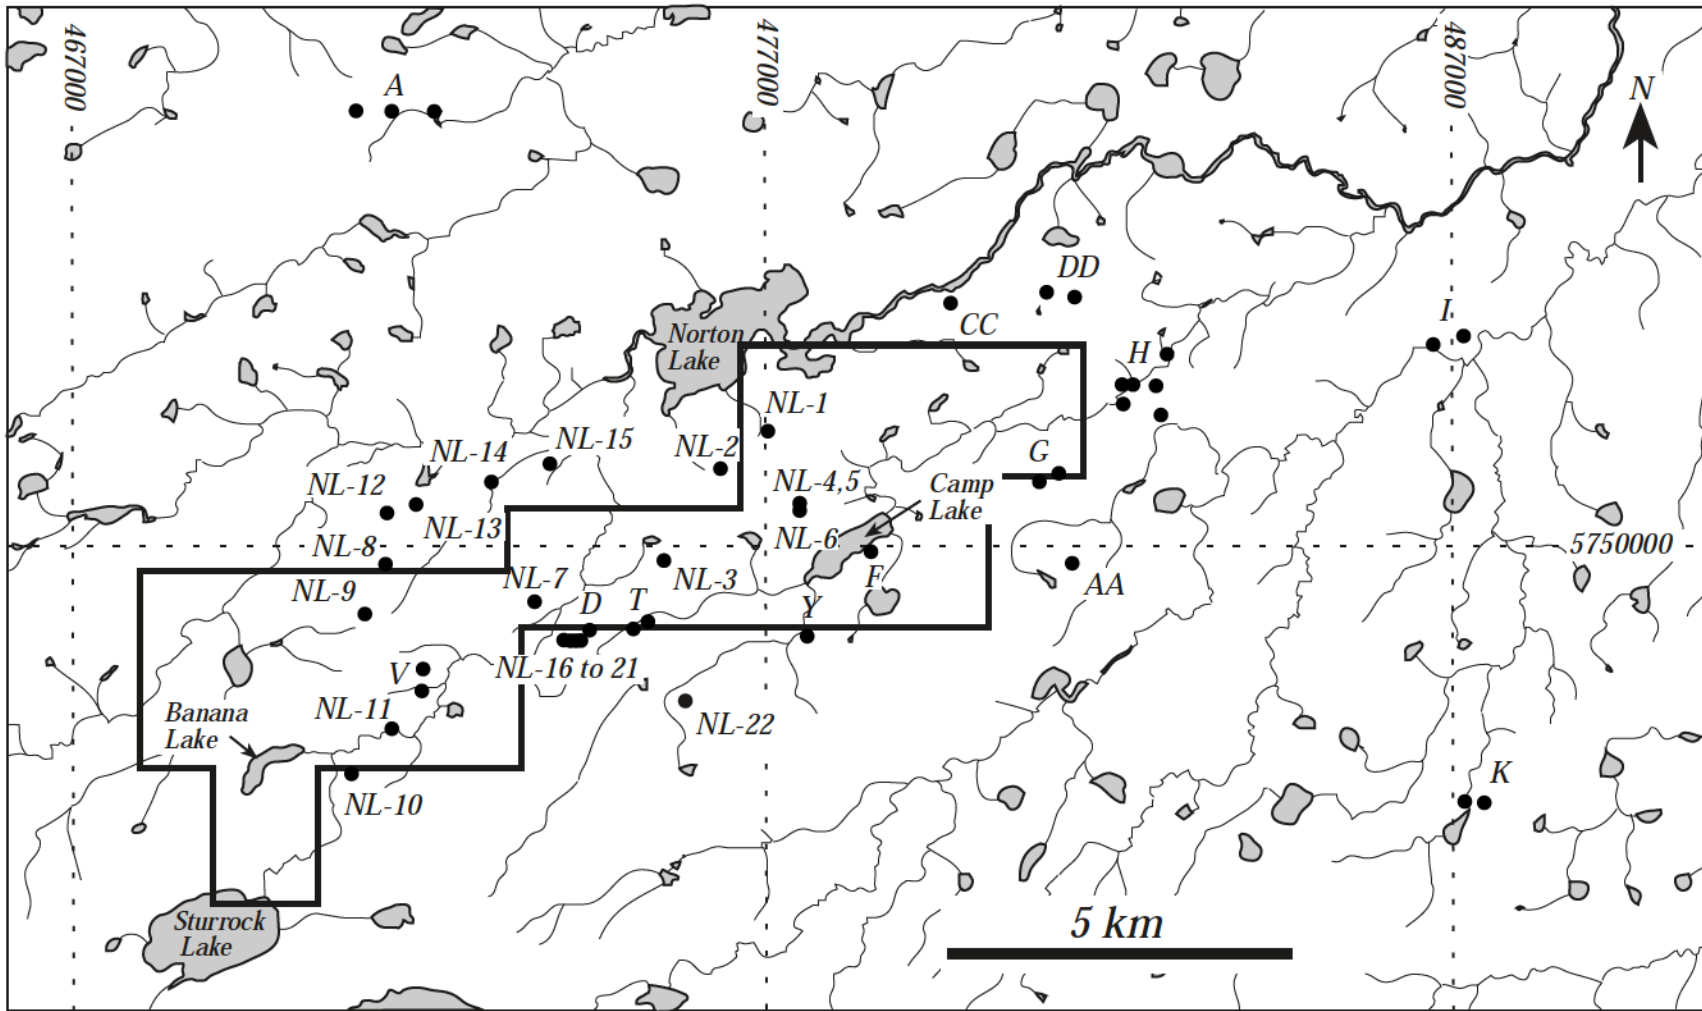 467000
477000
487000
A
N
DD
CC
I
Norton
Lake
H
NL-1
NL-15
NL-2
NL-14
G
NL-12
NL-4,5
Camp
Lake
NL-13
NL-6
NL-8
5750000
NL-7
NL-3
F
AA
NL-9
D
T
Y
V
NL-16 to 21
NL-11
NL-22
Banana
Lake
K
NL-10
Sturrock
Lake
5 km